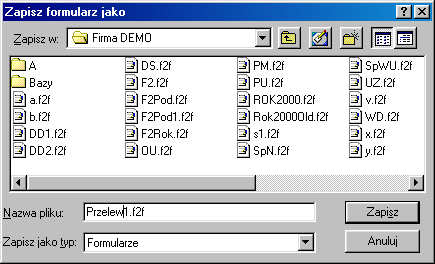 Zapisz formularz jako
Zapisz w: Firma DEMO
A DS.f2f PM.f2f SpWU.f2f
Bazy F2.f2f PU.f2f UZ.f2f
a.f2f F2Pod.f2f ROK2000.f2f v.f2f
b.f2f F2Pod1.f2f Rok2000Old.f2f WD.f2f
DD1.f2f F2Rok.f2f s1.f2f x.f2f
DD2.f2f OU.f2f SpN.f2f y.f2f
Nazwa pliku: Przelew1.f2f Zapisz
Zapisz jako typ: Formularze Anuluj